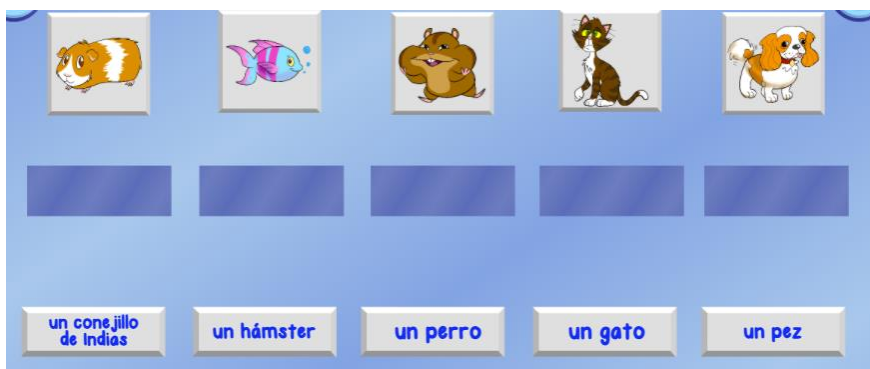 un conejillo
de Indias
un hámster
un perro
un gato
un pez